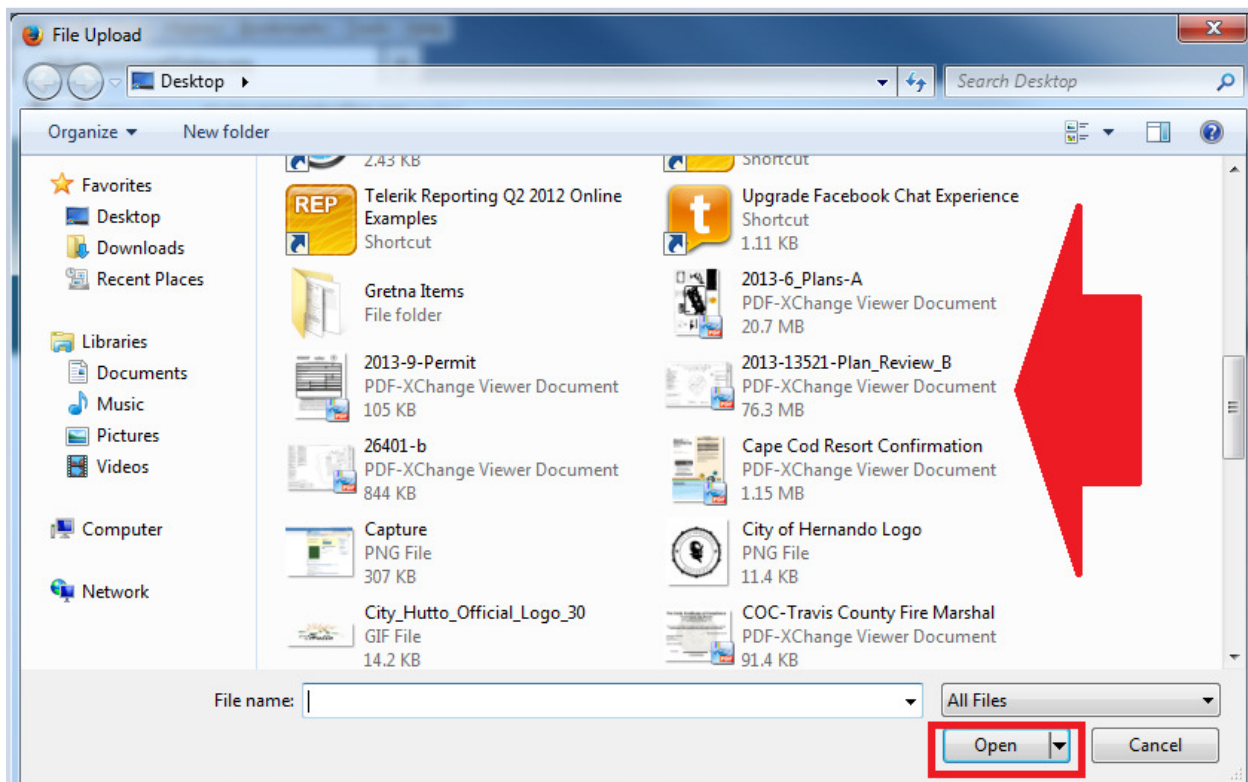 File Upload
Desktop
Search Desktop
Organize
New folder
Favorites
Desktop
Downloads
Recent Places
Libraries
Documents
Music
Pictures
Videos
Computer
Network
2.43 KB
Shortcut
REP
Telerik Reporting Q2 2012 Online
Examples
Shortcut
t
Upgrade Facebook Chat Experience
Shortcut
1.11 KB
Gretna Items
File folder
2013-6_Plans-A
PDF-XChange Viewer Document
20.7 MB
2013-9-Permit
PDF-XChange Viewer Document
105 KB
2013-13521-Plan_Review_B
PDF-XChange Viewer Document
76.3 MB
26401-b
PDF-XChange Viewer Document
844 KB
Cape Cod Resort Confirmation
PDF-XChange Viewer Document
1.15 MB
Capture
PNG File
307 KB
City of Hernando Logo
PNG File
11.4 KB
City_Hutto_Official_Logo_30
GIF File
14.2 KB
COC-Travis County Fire Marshal
PDF-XChange Viewer Document
91.4 KB
File name:
All Files
Open
Cancel